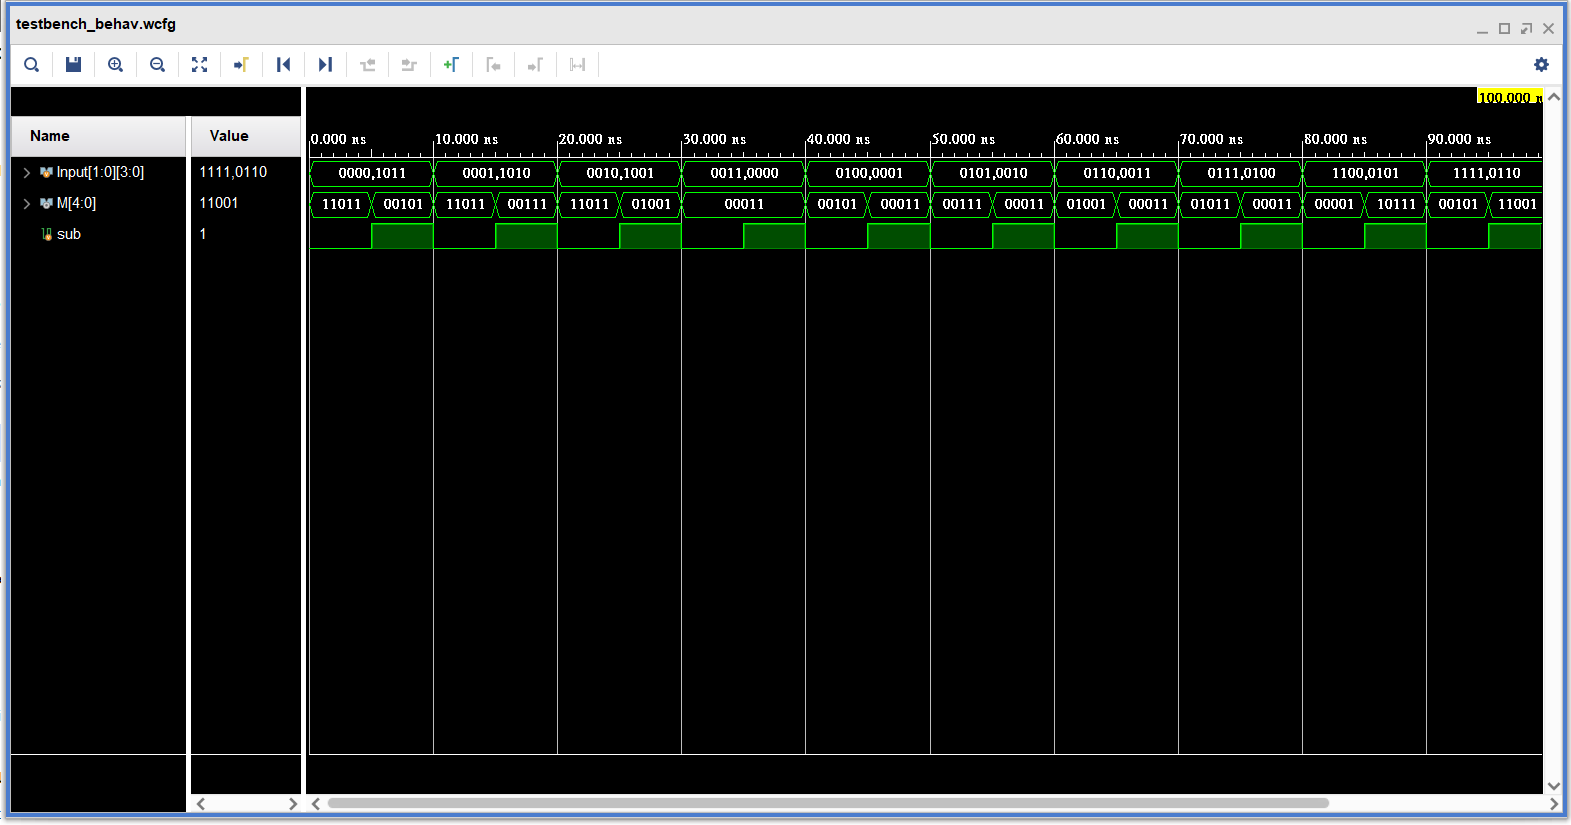 testbench_behav.wcfg
100.000 n
Name Value
0.000 ns 10.000 ns 20.000 ns 30.000 ns 40.000 ns 50.000 ns 60.000 ns 70.000 ns 80.000 ns 90.000 ns
Input[1:0][3:0] 1111,0110 0000,1011 0001,1010 0010,1001 0011,0000 0100,0001 0101,0010 0110,0011 0111,0100 1100,0101 1111,0110
M[4:0] 11001 11011 00101 11011 00111 11011 01001 00011 00101 00011 00111 00011 01001 00011 01011 00011 00001 10111 00101 11001
sub 1